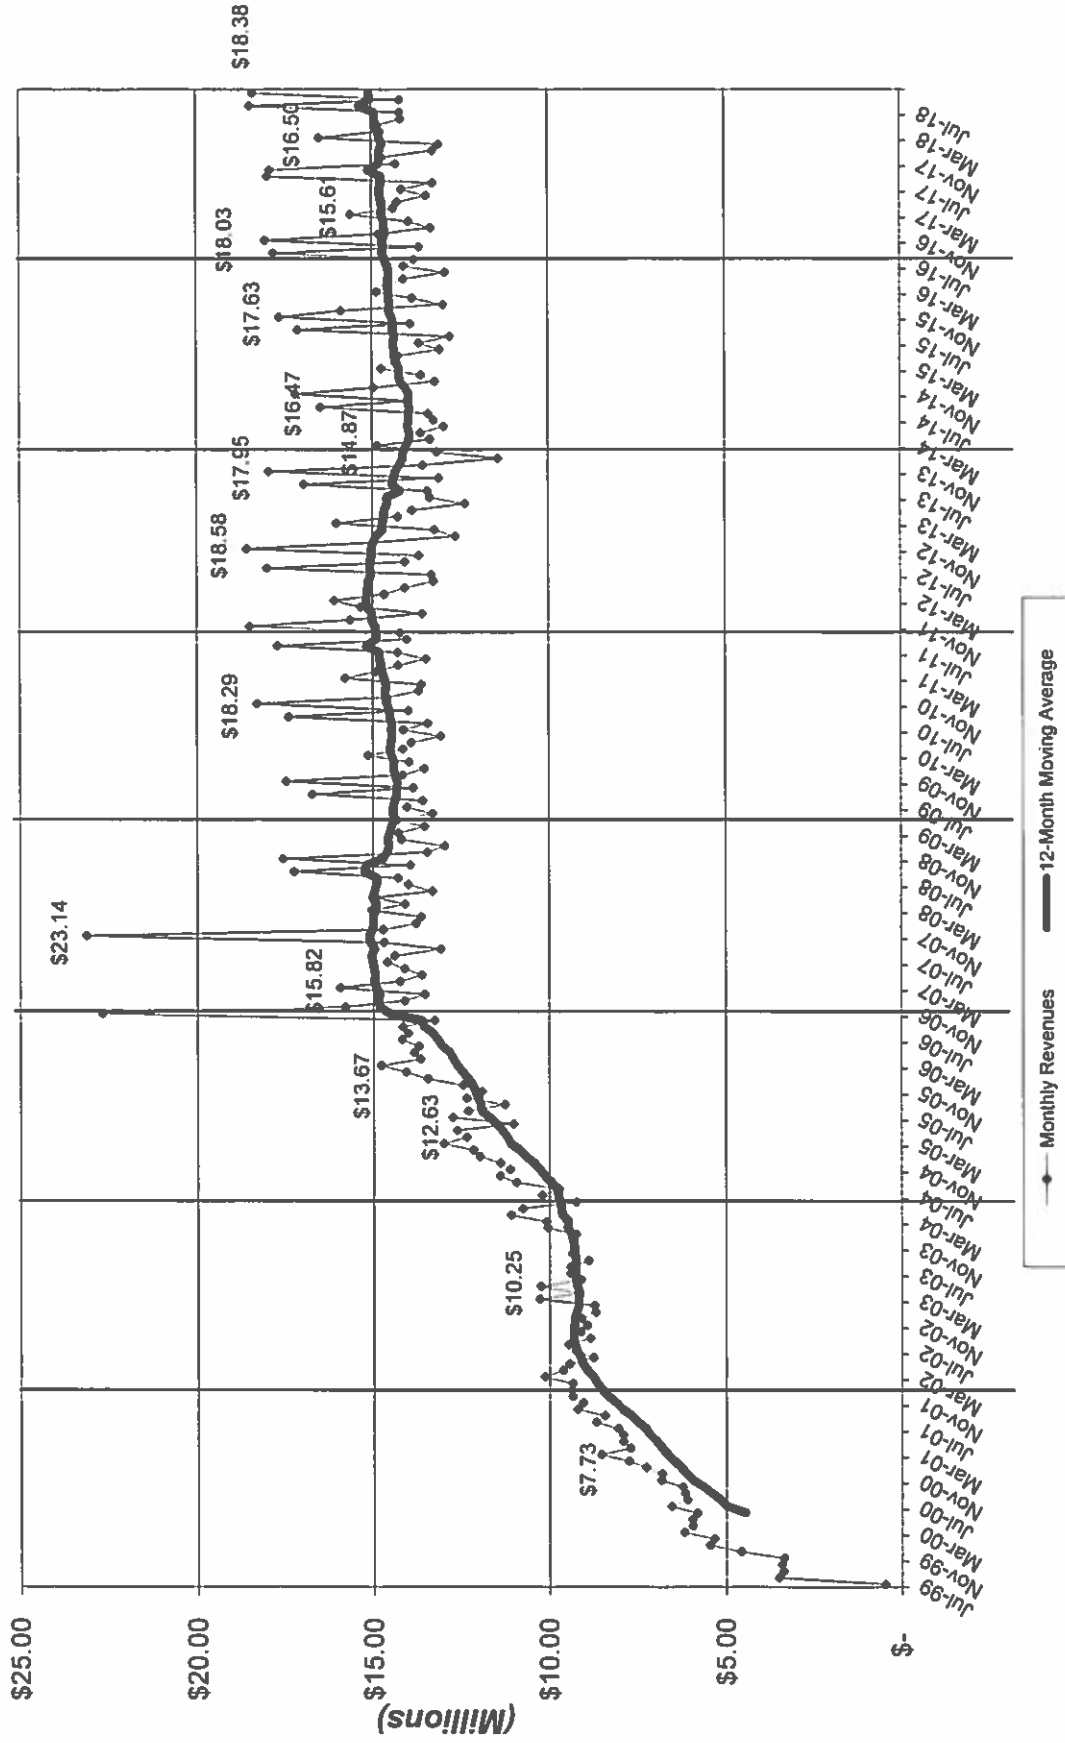 $25.00
$20.00
$15.00
$10.00
$5.00
$-
(Millions)
$7.73
$10.25
$12.63
$13.67
$15.82
$23.14
$18.29
$18.58
$17.95
$14.87
$16.47
$17.63
$18.03
$15.61
$16.50
$18.38
Jul-99
Nov-99
Mar-00
Jul-00
Nov-00
Mar-01
Jul-01
Nov-01
Mar-02
Jul-02
Nov-02
Mar-03
Jul-03
Nov-03
Mar-04
Jul-04
Nov-04
Mar-05
Jul-05
Nov-05
Mar-06
Jul-06
Nov-06
Mar-07
Jul-07
Nov-07
Mar-08
Jul-08
Nov-08
Mar-09
Jul-09
Nov-09
Mar-10
Jul-10
Nov-10
Mar-11
Jul-11
Nov-11
Mar-12
Jul-12
Nov-12
Mar-13
Jul-13
Nov-13
Mar-14
Jul-14
Nov-14
Mar-15
Jul-15
Nov-15
Mar-16
Jul-16
Nov-16
Mar-17
Jul-17
Nov-17
Mar-18
Jul-18
Monthly Revenues
12-Month Moving Average